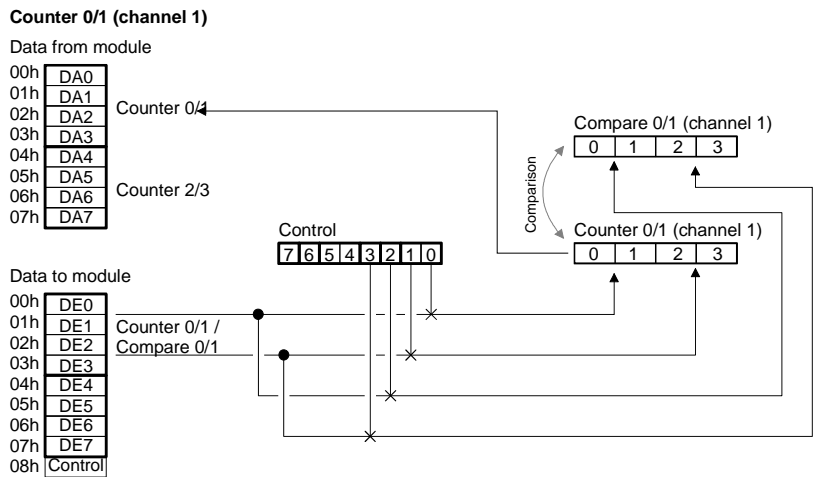 Counter 0/1 (channel 1)
Data from module
00h DA0
01h DA1
02h DA2
03h DA3
04h DA4
05h DA5
06h DA6
07h DA7
Counter 0/1
Counter 2/3
Compare 0/1 (channel 1)
0 1 2 3
Comparison
Counter 0/1 (channel 1)
0 1 2 3
Control
7 6 5 4 3 2 1 0
Data to module
00h DE0
01h DE1
02h DE2
03h DE3
04h DE4
05h DE5
06h DE6
07h DE7
08h Control
Counter 0/1 /
Compare 0/1